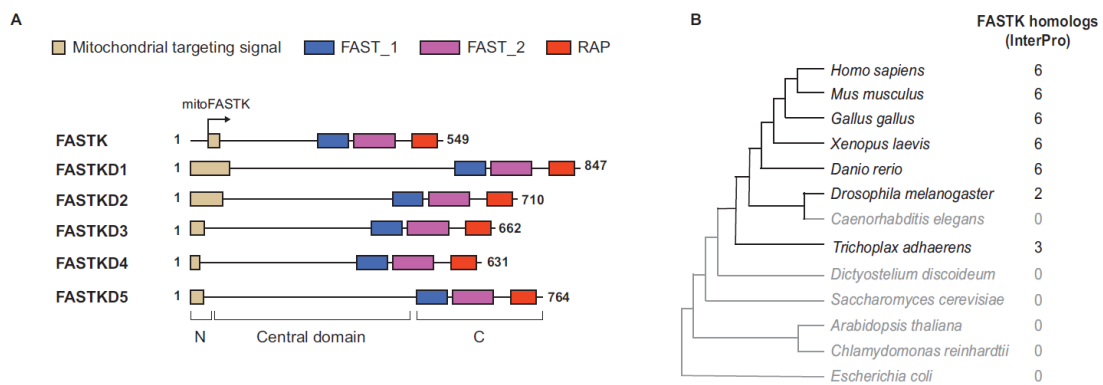 A
Mitochondrial targeting signal FAST_1 FAST_2 RAP
mitoFASTK
FASTK 1 549
FASTKD1 1 847
FASTKD2 1 710
FASTKD3 1 662
FASTKD4 1 631
FASTKD5 1 764
N Central domain C
B
FASTK homologs
(InterPro)
Homo sapiens 6
Mus musculus 6
Gallus gallus 6
Xenopus laevis 6
Danio rerio 6
Drosophila melanogaster 2
Caenorhabditis elegans 0
Trichoplax adhaerens 3
Dictyostelium discoideum 0
Saccharomyces cerevisiae 0
Arabidopsis thaliana 0
Chlamydomonas reinhardtii 0
Escherichia coli 0